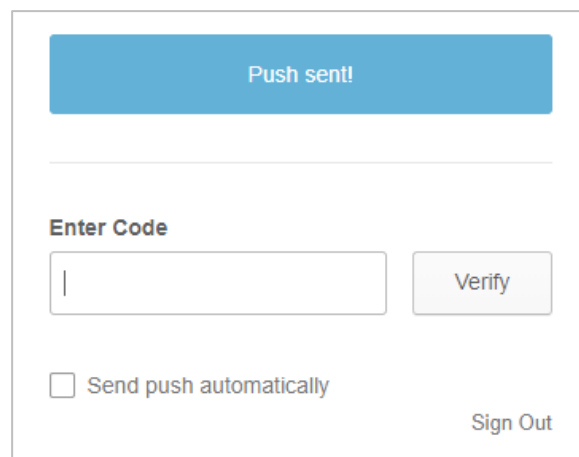 Push sent!
Enter Code
Verify
Send push automatically
Sign Out